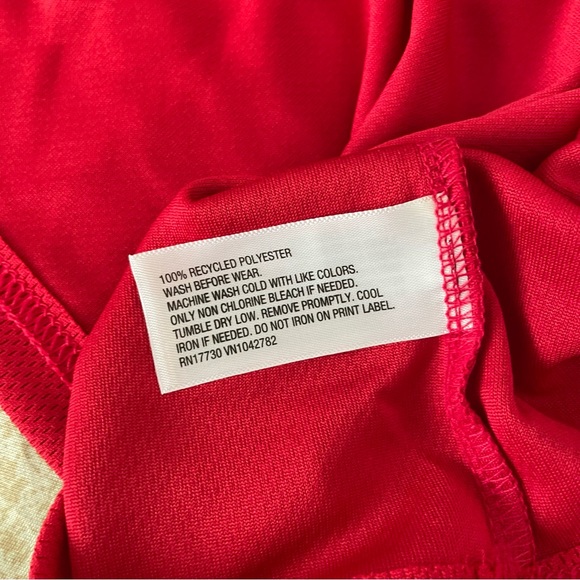 100% RECYCLED POLYESTER
WASH BEFORE WEAR.
MACHINE WASH COLD WITH LIKE COLORS.
ONLY NON CHLORINE BLEACH IF NEEDED.
TUMBLE DRY LOW. REMOVE PROMPTLY. COOL
IRON IF NEEDED. DO NOT IRON ON PRINT LABEL.
RN17730 VN1042782